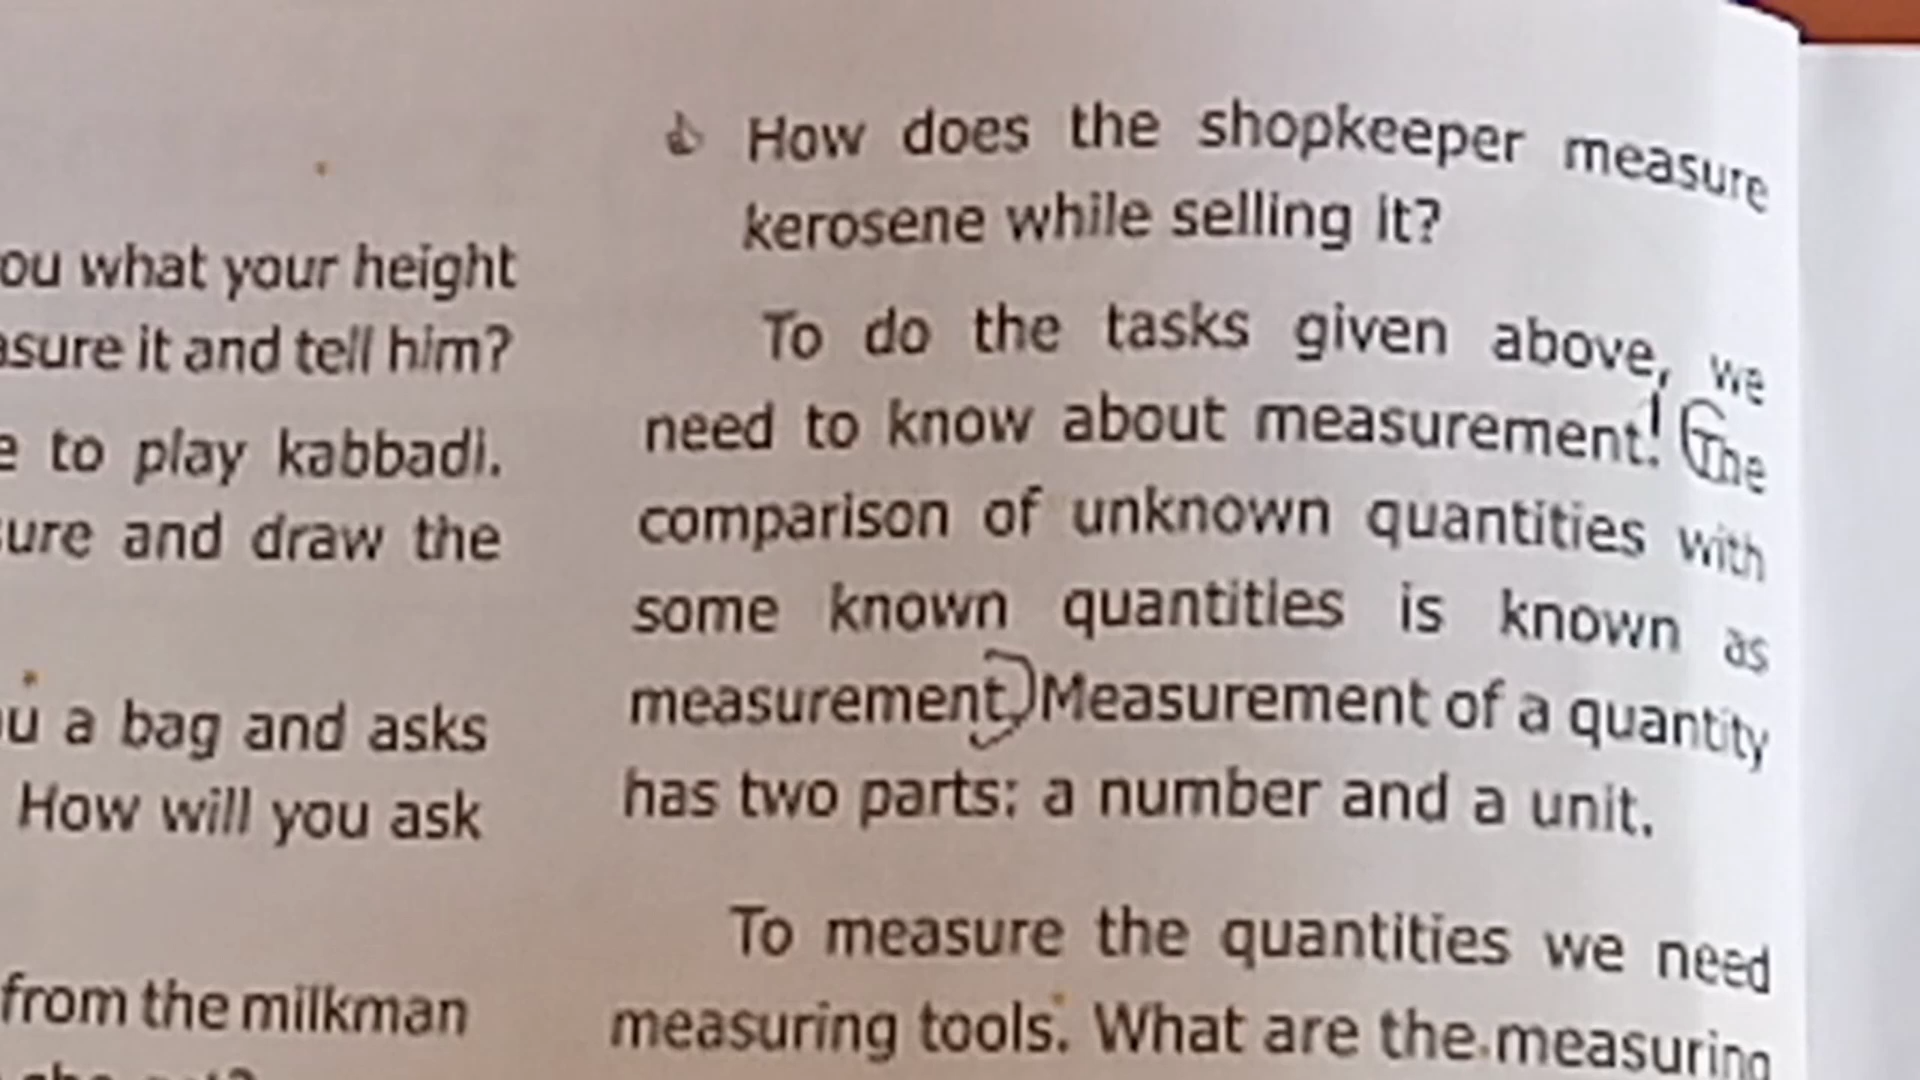 ou what your height
asure it and tell him?
e to play kabbadi.
sure and draw the
ou a bag and asks
How will you ask
from the milkman
How does the shopkeeper measure
kerosene while selling it?
To do the tasks given above, we
need to know about measurement. The
comparison of unknown quantities with
some known quantities is known as
measurement. Measurement of a quantity
has two parts: a number and a unit.
To measure the quantities we need
measuring tools. What are the measuring